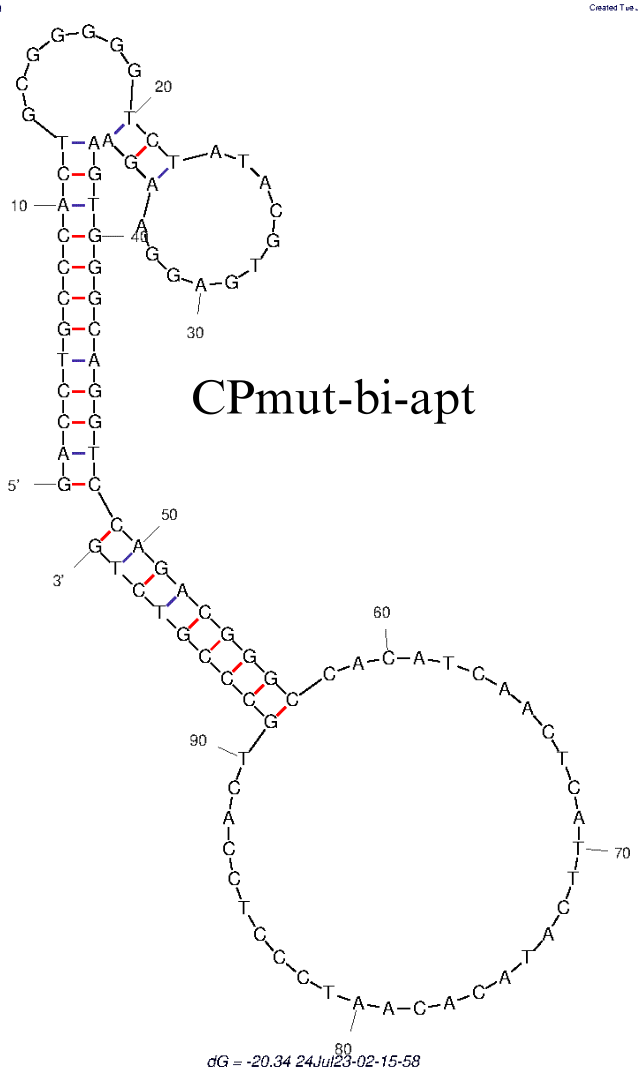 Created Tue J
5'
GACCTGCCCACTGCGGGGGTCTATACGTGAGGAAGAAGTGGGCAGGTCCAGACGGGCCACATCAACTCATTCATACACAATCCCTCCACTGCCCGTCTG
3'
10
20
30
40
50
60
70
80
90
CPmut-bi-apt
dG = -20.34 24Jul23-02-15-58